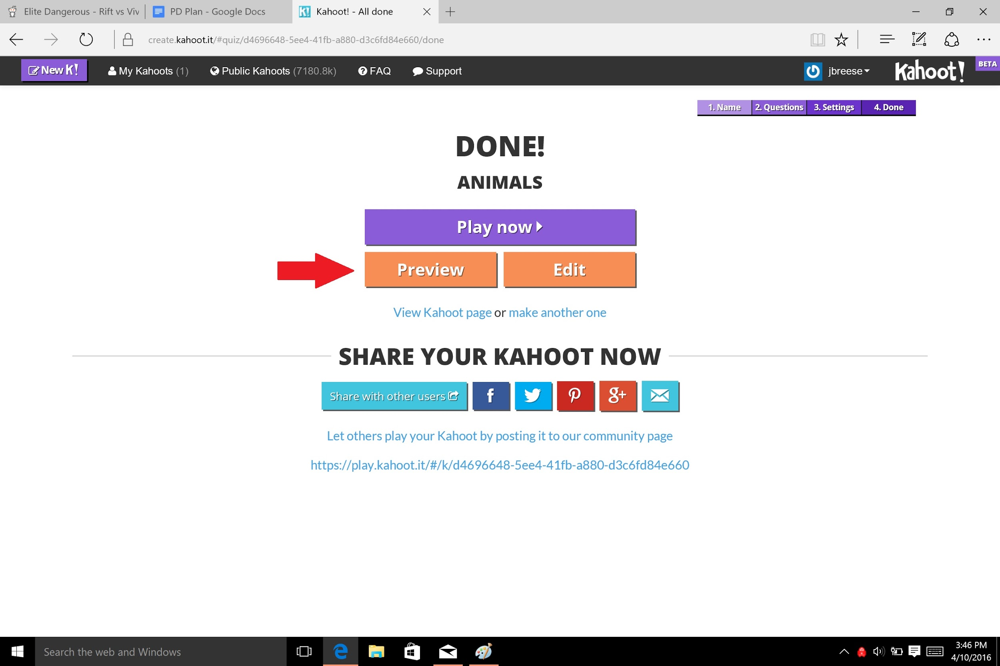 Elite Dangerous - Rift vs Viv
PD Plan - Google Docs
K! Kahoot! - All done
create.kahoot.it/#quiz/d4696648-5ee4-41fb-a880-d3c6fd84e660/done
New K!
My Kahoots (1)
Public Kahoots (7180.8k)
FAQ
Support
jbreese
Kahoot!
BETA
1. Name
2. Questions
3. Settings
4. Done
DONE!
ANIMALS
Play now
Preview
Edit
View Kahoot page or make another one
SHARE YOUR KAHOOT NOW
Share with other users
f
g+
Let others play your Kahoot by posting it to our community page
https://play.kahoot.it/#/k/d4696648-5ee4-41fb-a880-d3c6fd84e660
Search the web and Windows
3:46 PM
4/10/2016